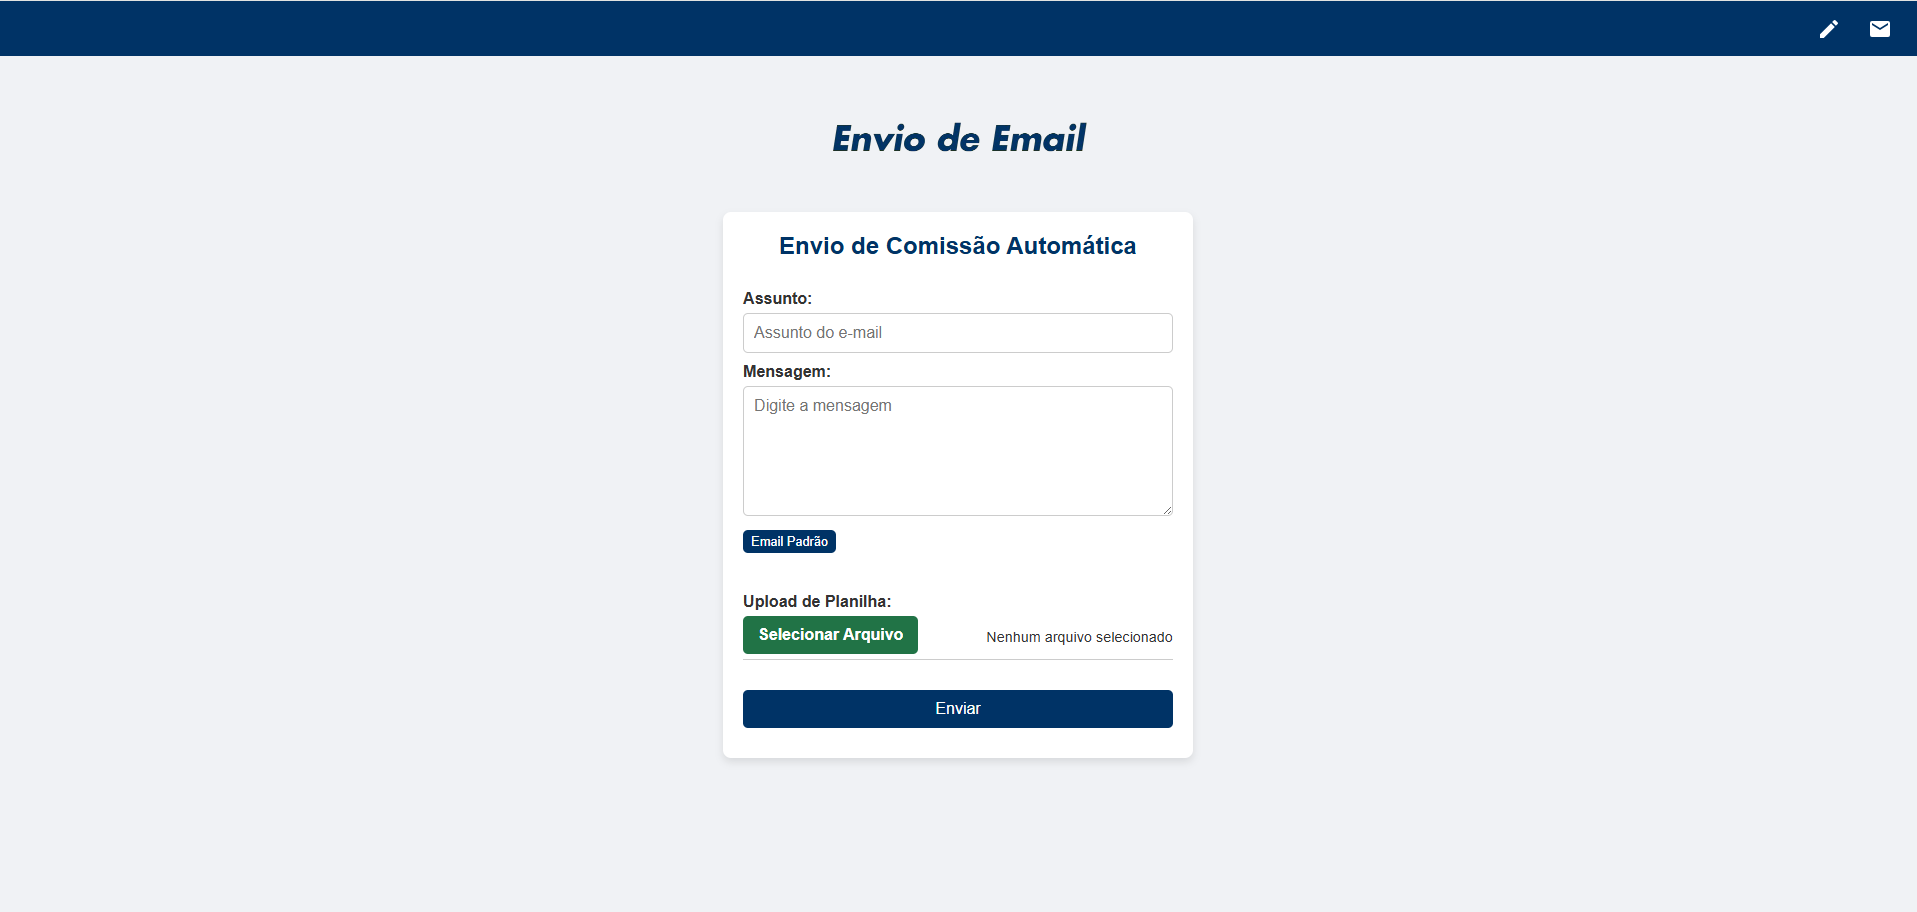 Envio de Email
Envio de Comissão Automática
Assunto:
Assunto do e-mail
Mensagem:
Digite a mensagem
Email Padrão
Upload de Planilha:
Selecionar Arquivo
Nenhum arquivo selecionado
Enviar